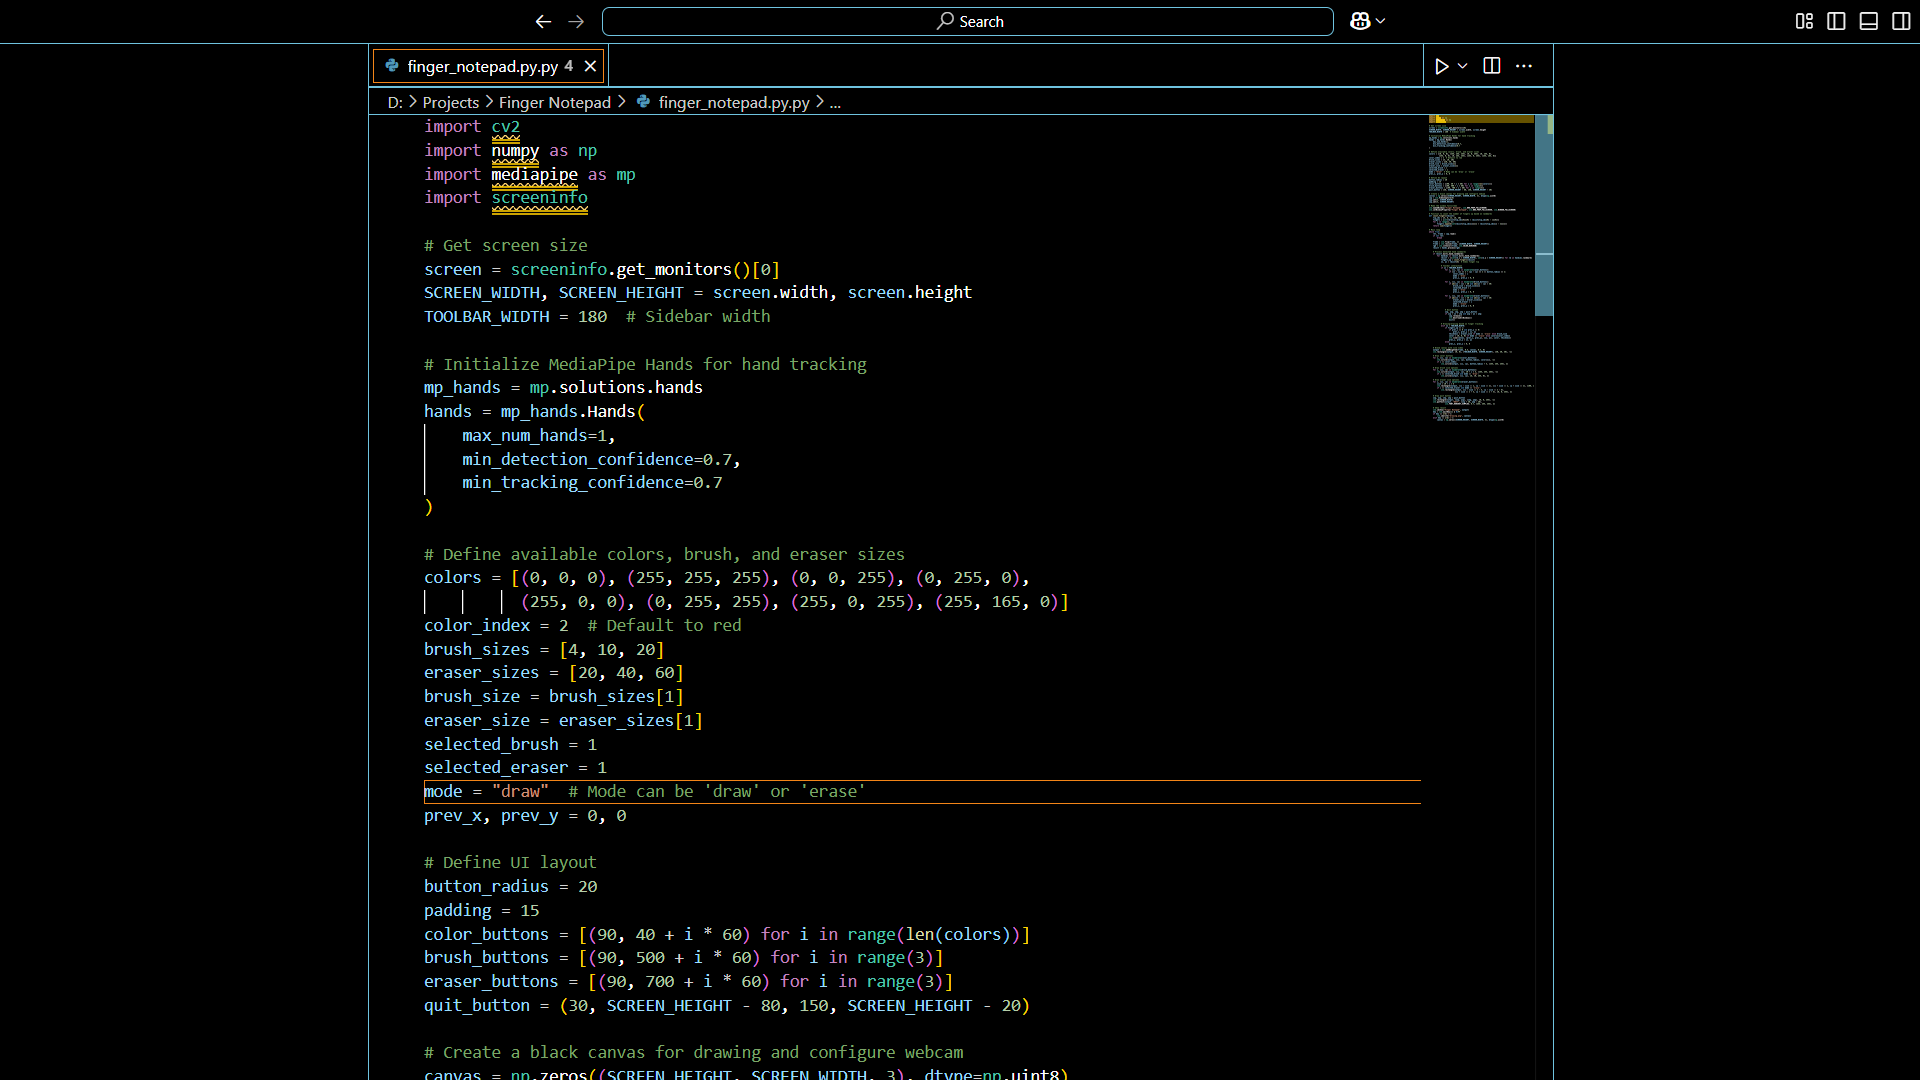 Search
finger_notepad.py.py 4
D: > Projects > Finger Notepad > finger_notepad.py.py > ...
import cv2
import numpy as np
import mediapipe as mp
import screeninfo
# Get screen size
screen = screeninfo.get_monitors()[0]
SCREEN_WIDTH, SCREEN_HEIGHT = screen.width, screen.height
TOOLBAR_WIDTH = 180  # Sidebar width
# Initialize MediaPipe Hands for hand tracking
mp_hands = mp.solutions.hands
hands = mp_hands.Hands(
    max_num_hands=1,
    min_detection_confidence=0.7,
    min_tracking_confidence=0.7
)
# Define available colors, brush, and eraser sizes
colors = [(0, 0, 0), (255, 255, 255), (0, 0, 255), (0, 255, 0),
          (255, 0, 0), (0, 255, 255), (255, 0, 255), (255, 165, 0)]
color_index = 2  # Default to red
brush_sizes = [4, 10, 20]
eraser_sizes = [20, 40, 60]
brush_size = brush_sizes[1]
eraser_size = eraser_sizes[1]
selected_brush = 1
selected_eraser = 1
mode = "draw"  # Mode can be 'draw' or 'erase'
prev_x, prev_y = 0, 0
# Define UI layout
button_radius = 20
padding = 15
color_buttons = [(90, 40 + i * 60) for i in range(len(colors))]
brush_buttons = [(90, 500 + i * 60) for i in range(3)]
eraser_buttons = [(90, 700 + i * 60) for i in range(3)]
quit_button = (30, SCREEN_HEIGHT - 80, 150, SCREEN_HEIGHT - 20)
# Create a black canvas for drawing and configure webcam
canvas = np.zeros((SCREEN_HEIGHT, SCREEN_WIDTH, 3), dtype=np.uint8)